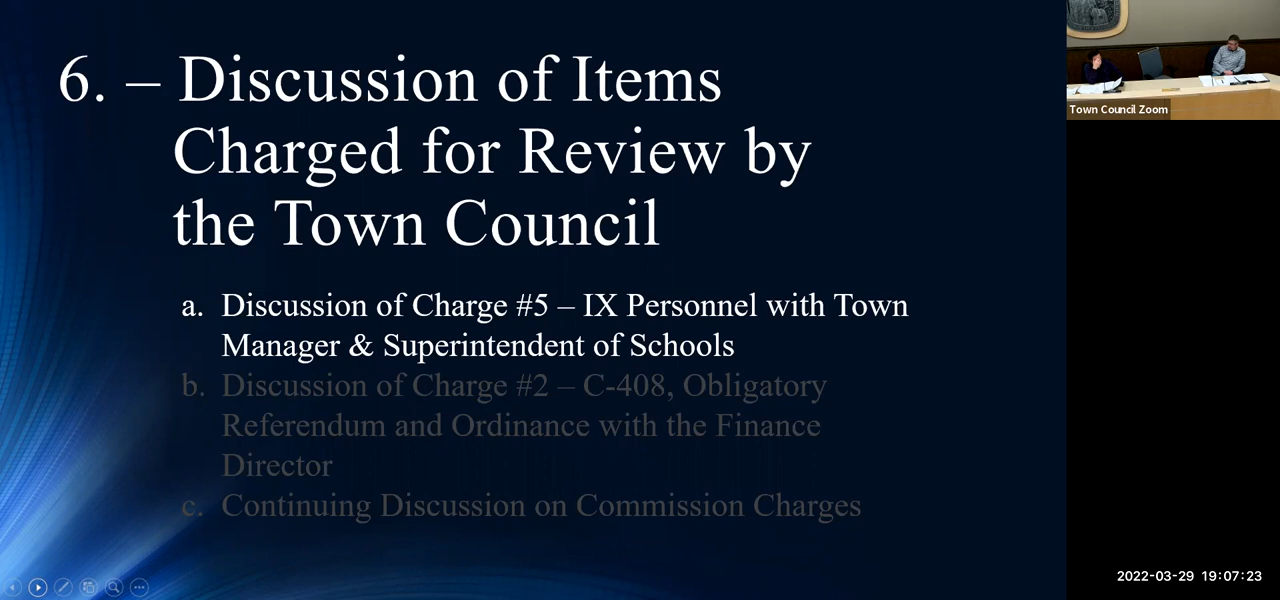 6. – Discussion of Items
Charged for Review by
the Town Council
a. Discussion of Charge #5 – IX Personnel with Town
Manager & Superintendent of Schools
b. Discussion of Charge #2 – C-408, Obligatory
Referendum and Ordinance with the Finance
Director
c. Continuing Discussion on Commission Charges
Town Council Zoom
2022-03-29 19:07:23